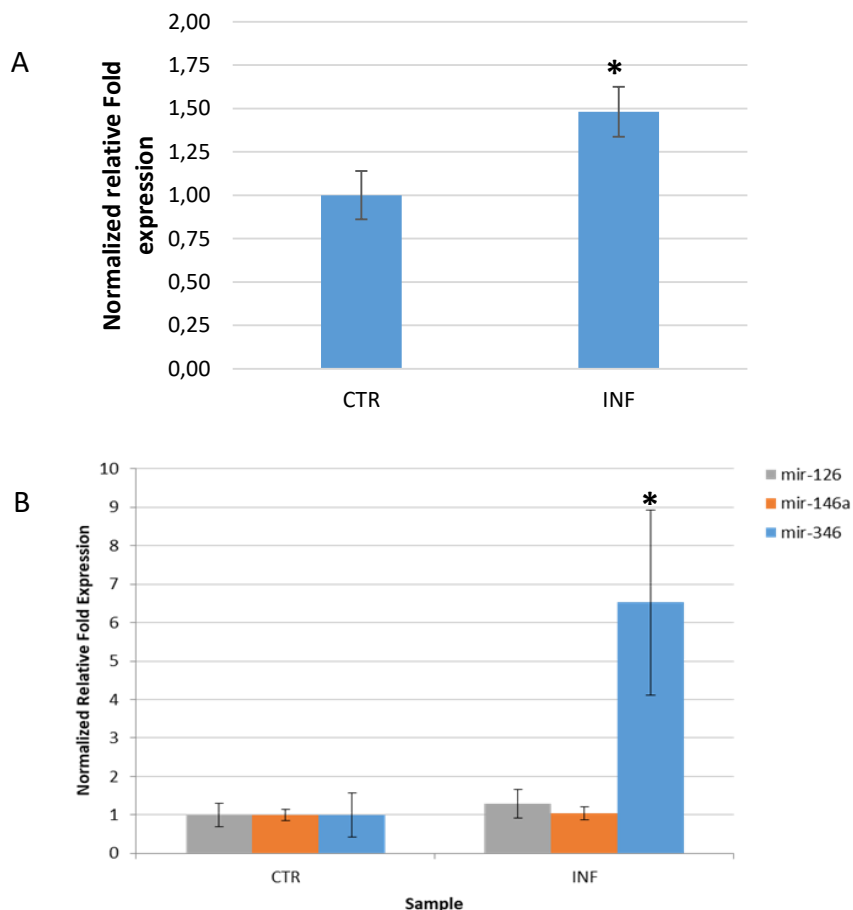 A
Normalized relative Fold
expression
2,00
1,75
1,50
1,25
1,00
0,75
0,50
0,25
0,00
*
CTR
INF
B
Normalized Relative Fold Expression
10
9
8
7
6
5
4
3
2
1
0
*
CTR
INF
Sample
mir-126
mir-146a
mir-346